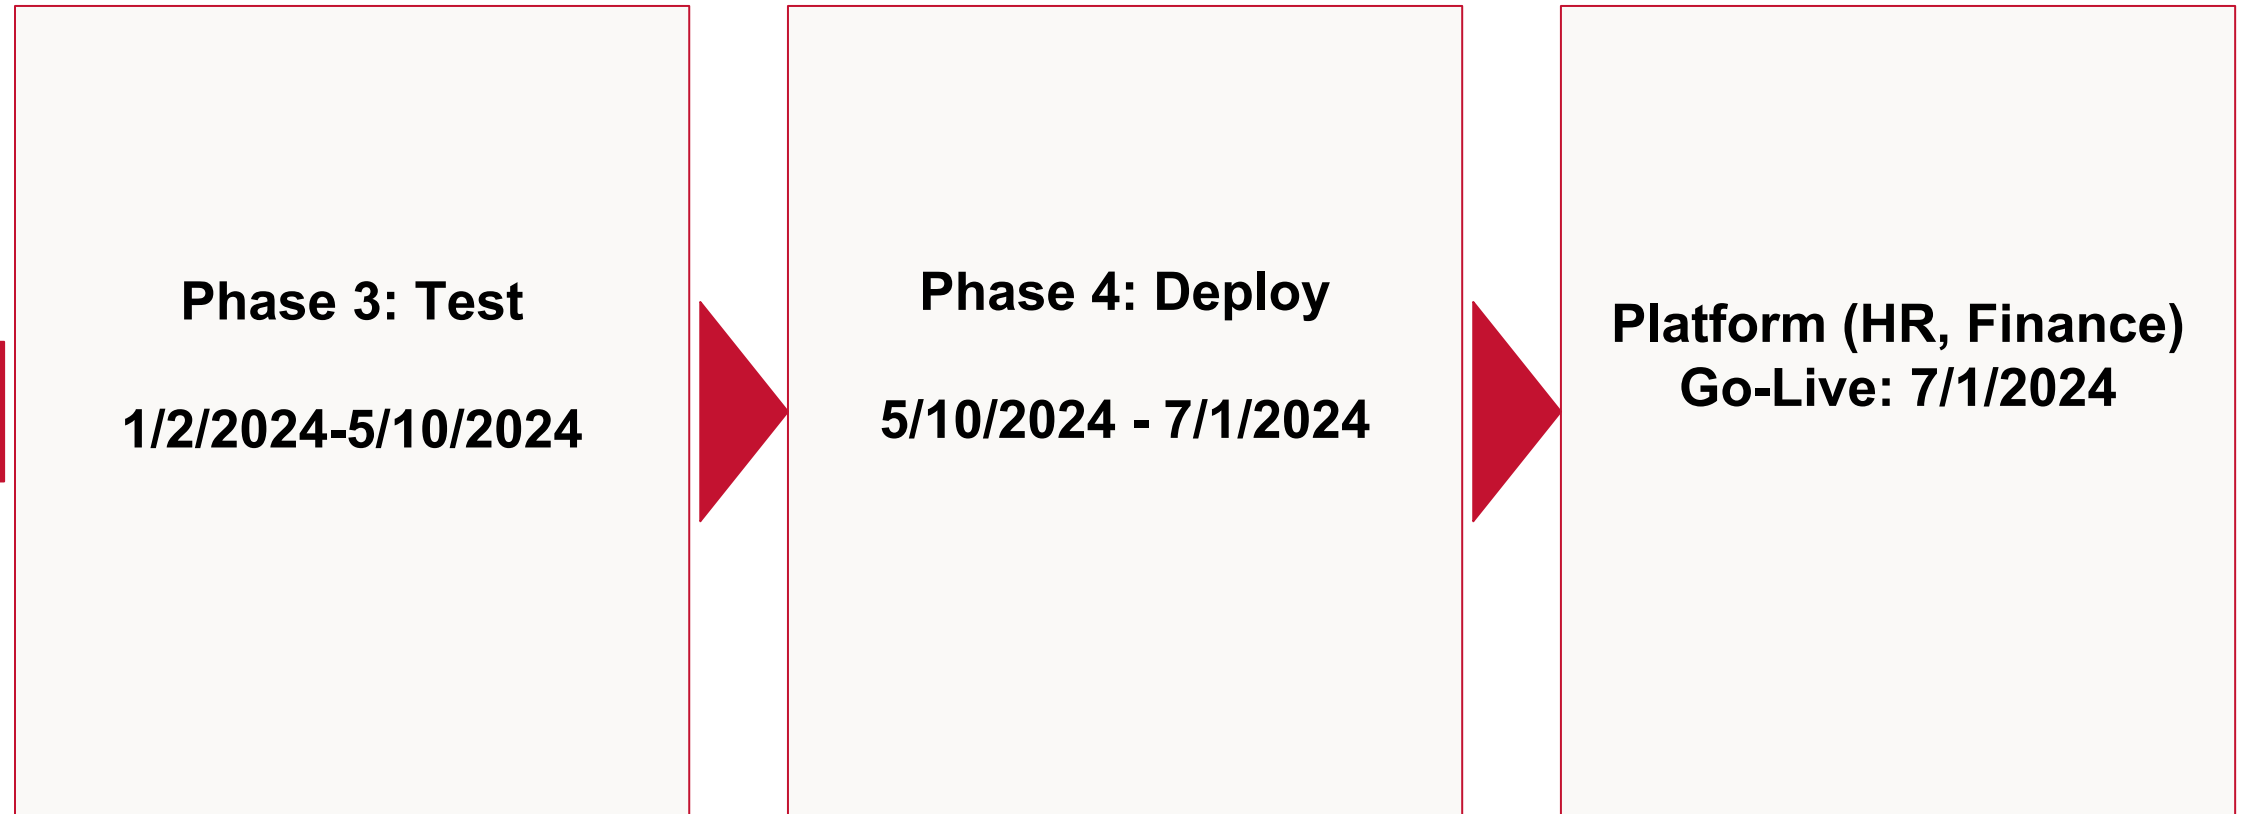 Phase 3: Test
1/2/2024-5/10/2024
Phase 4: Deploy
5/10/2024 - 7/1/2024
Platform (HR, Finance)
Go-Live: 7/1/2024